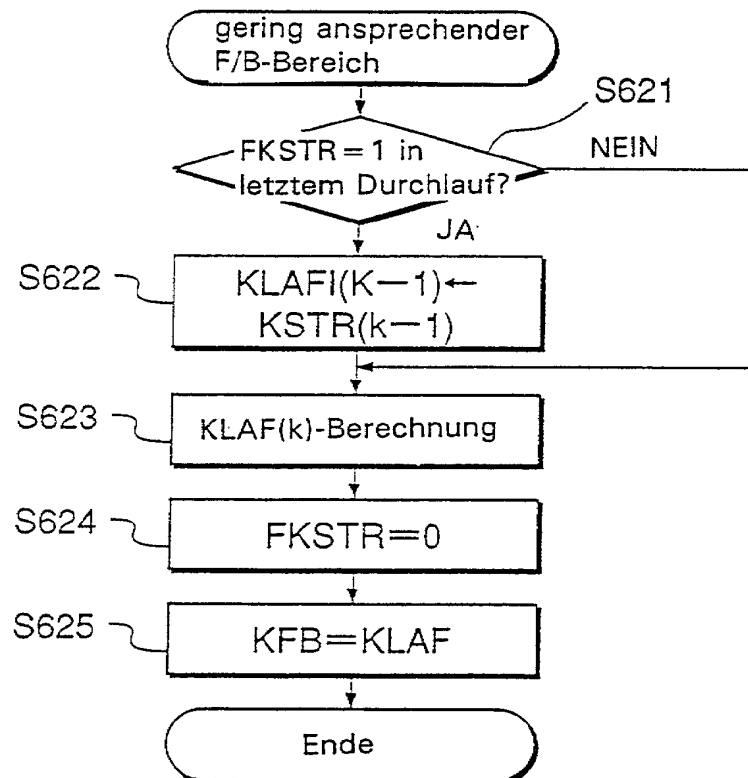 gering ansprechender
F/B-Bereich
S621
FKSTR=1 in
letztem Durchlauf?
NEIN
JA
S622
KLAFI(K-1)←
KSTR(k-1)
S623
KLAF(k)-Berechnung
S624
FKSTR=0
S625
KFB=KLAF
Ende